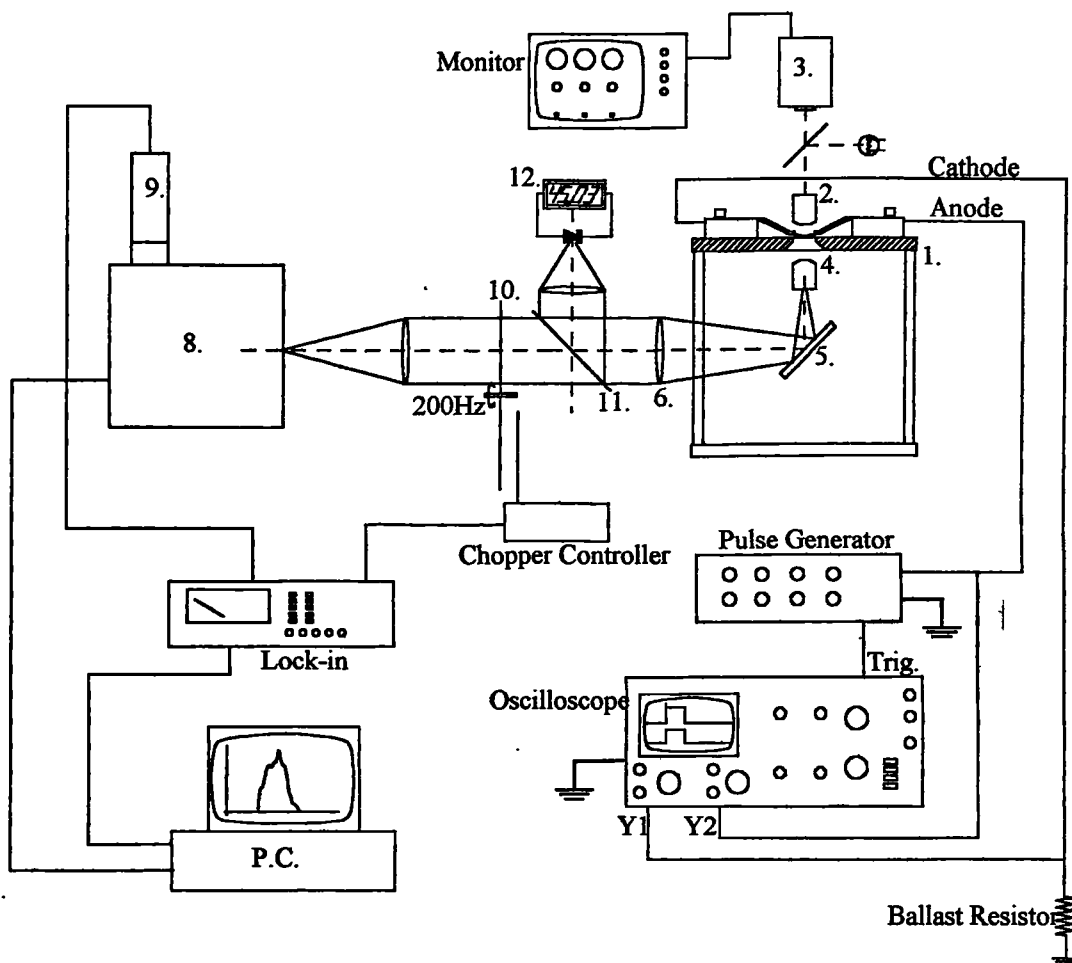 Monitor
3.
Cathode
9.
12.
4503
2.
Anode
1.
4.
10.
8.
5.
11.
6.
200Hz
Chopper Controller
Pulse Generator
Lock-in
Trig.
Oscilloscope
Y1
Y2
P.C.
Ballast Resistor